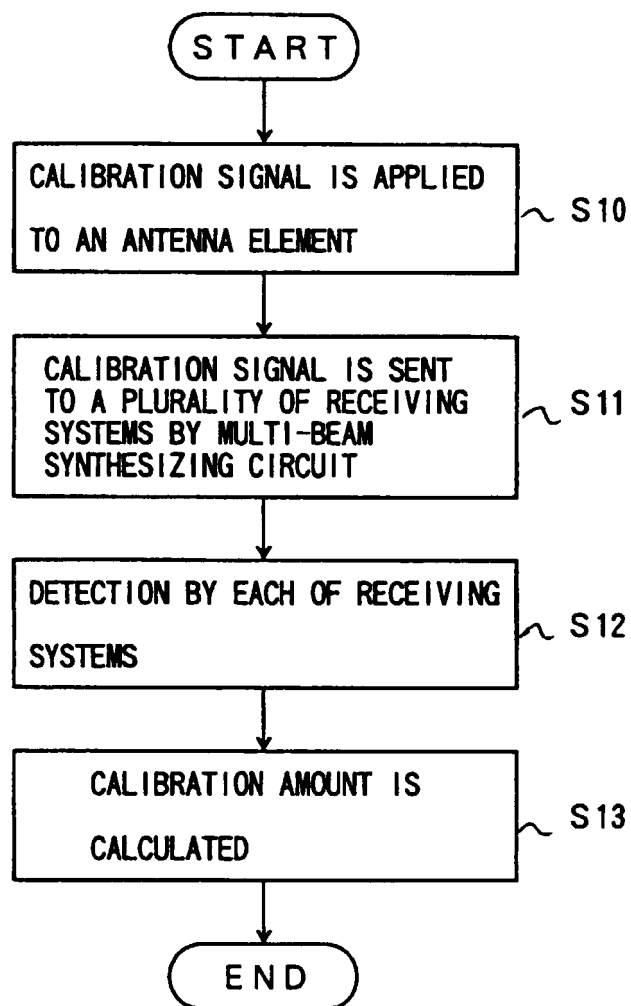 START
CALIBRATION SIGNAL IS APPLIED
TO AN ANTENNA ELEMENT
S10
CALIBRATION SIGNAL IS SENT
TO A PLURALITY OF RECEIVING
SYSTEMS BY MULTI-BEAM
SYNTHESIZING CIRCUIT
S11
DETECTION BY EACH OF RECEIVING
SYSTEMS
S12
CALIBRATION AMOUNT IS
CALCULATED
S13
END